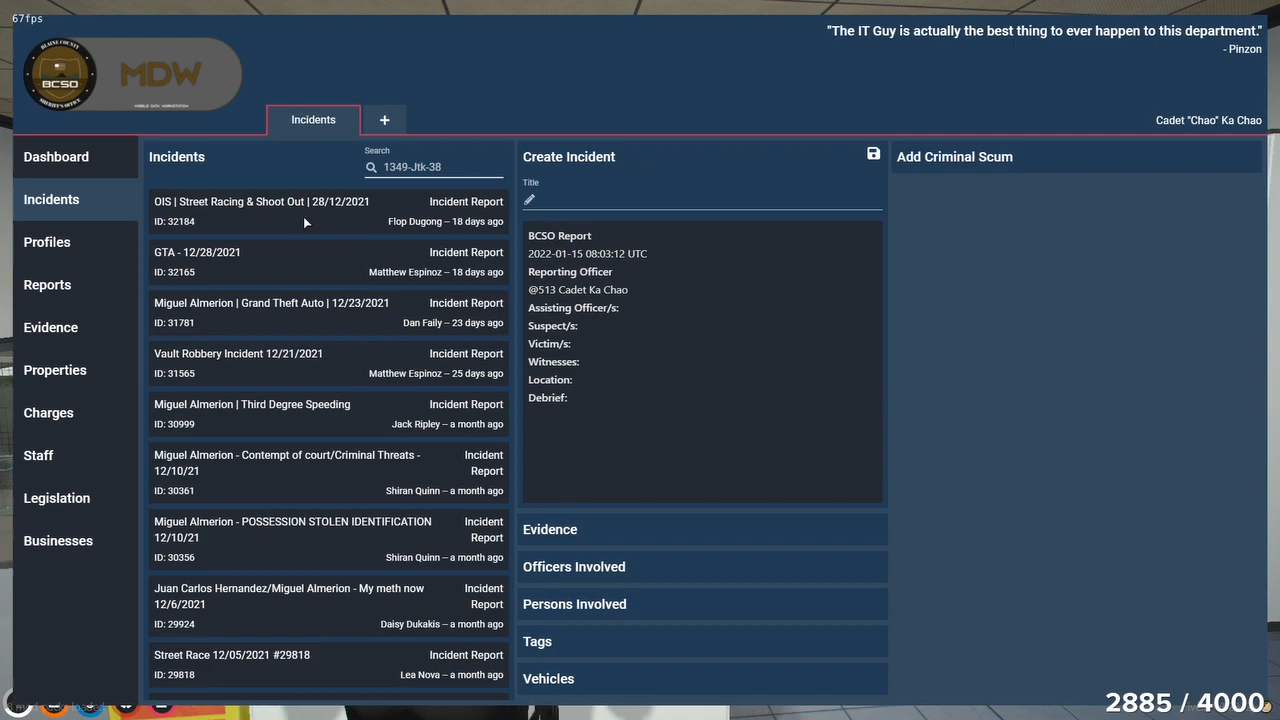 67fps
"The IT Guy is actually the best thing to ever happen to this department."
- Pinzon
BLAINE COUNTY
BCSO
SHERIFF'S OFFICE
MDW
MOBILE DATA WORKSTATION
Incidents
+
Cadet "Chao" Ka Chao
Dashboard
Incidents
Profiles
Reports
Evidence
Properties
Charges
Staff
Legislation
Businesses
Incidents
Search
1349-Jtk-38
OIS | Street Racing & Shoot Out | 28/12/2021 Incident Report
ID: 32184 Flop Dugong – 18 days ago
GTA - 12/28/2021 Incident Report
ID: 32165 Matthew Espinoz – 18 days ago
Miguel Almerion | Grand Theft Auto | 12/23/2021 Incident Report
ID: 31781 Dan Faily – 23 days ago
Vault Robbery Incident 12/21/2021 Incident Report
ID: 31565 Matthew Espinoz – 25 days ago
Miguel Almerion | Third Degree Speeding Incident Report
ID: 30999 Jack Ripley – a month ago
Miguel Almerion - Contempt of court/Criminal Threats - Incident
12/10/21 Report
ID: 30361 Shiran Quinn – a month ago
Miguel Almerion - POSSESSION STOLEN IDENTIFICATION Incident
12/10/21 Report
ID: 30356 Shiran Quinn – a month ago
Juan Carlos Hernandez/Miguel Almerion - My meth now Incident
12/6/2021 Report
ID: 29924 Daisy Dukakis – a month ago
Street Race 12/05/2021 #29818 Incident Report
ID: 29818 Lea Nova – a month ago
Create Incident
Title
BCSO Report
2022-01-15 08:03:12 UTC
Reporting Officer
@513 Cadet Ka Chao
Assisting Officer/s:
Suspect/s:
Victim/s:
Witnesses:
Location:
Debrief:
Evidence
Officers Involved
Persons Involved
Tags
Vehicles
Add Criminal Scum
2885 / 4000